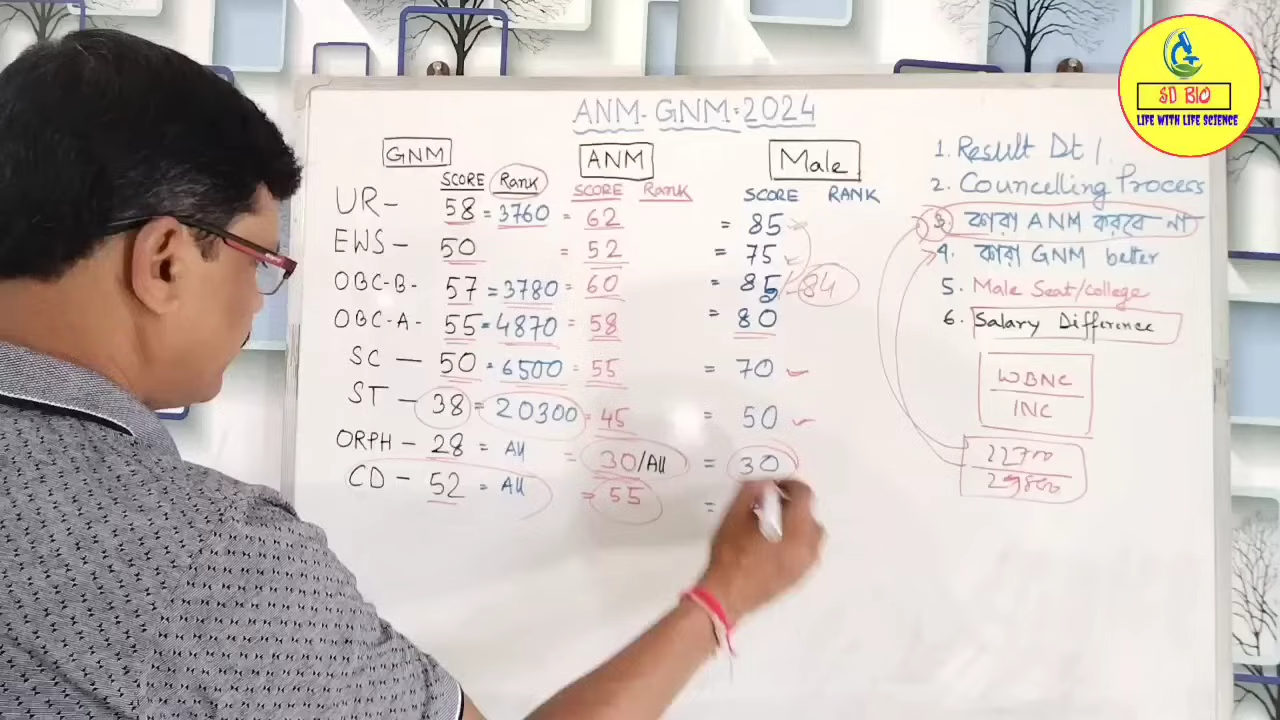 ANM-GNM-2024
GNM
SCORE Rank
ANM
SCORE Rank
Male
SCORE RANK
UR- 58 = 3760 = 62 = 85
EWS- 50 = 52 = 75
OBC-B- 57 = 3780 = 60 = 85/-84
OBC-A- 55 = 4870 = 58 = 80
SC - 50 = 6500 = 55 = 70
ST - 38 = 20300 = 45 = 50
ORPH - 28 = All = 30/All = 30
CD - 52 = All = 55 =
1. Result Dt
2. Councelling Process
3. কারা ANM করবে না
4. কারা GNM better
5. Male Seat/college
6. Salary Difference
WBNC
INC
22700
29800
SD BIO
LIFE WITH LIFE SCIENCE